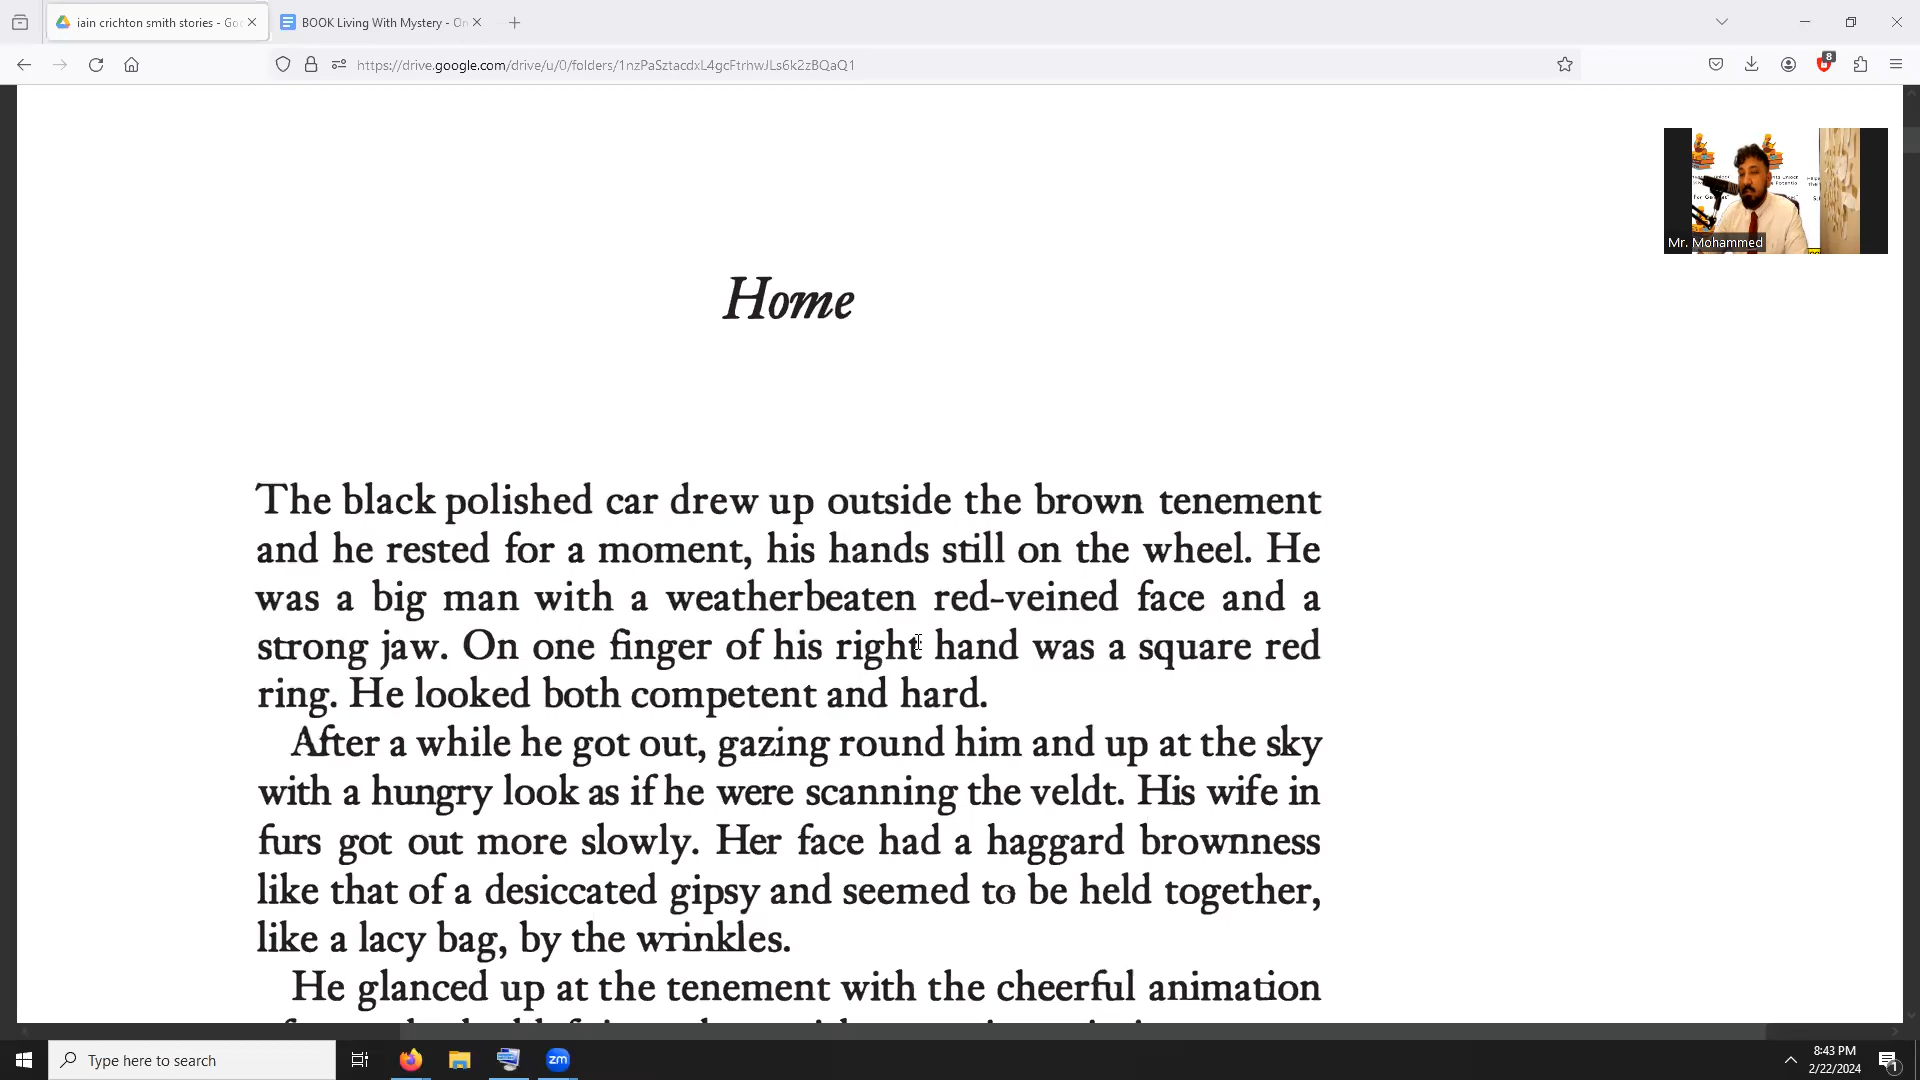 iain crichton smith stories - Goo
BOOK Living With Mystery - On
https://drive.google.com/drive/u/0/folders/1nzPaSztacdxL4gcFtrhwJLs6k2zBQaQ1
8
Mr. Mohammed
Home
The black polished car drew up outside the brown tenement
and he rested for a moment, his hands still on the wheel. He
was a big man with a weatherbeaten red-veined face and a
strong jaw. On one finger of his right hand was a square red
ring. He looked both competent and hard.
After a while he got out, gazing round him and up at the sky
with a hungry look as if he were scanning the veldt. His wife in
furs got out more slowly. Her face had a haggard brownness
like that of a desiccated gipsy and seemed to be held together,
like a lacy bag, by the wrinkles.
He glanced up at the tenement with the cheerful animation
Type here to search
zm
8:43 PM
2/22/2024
1